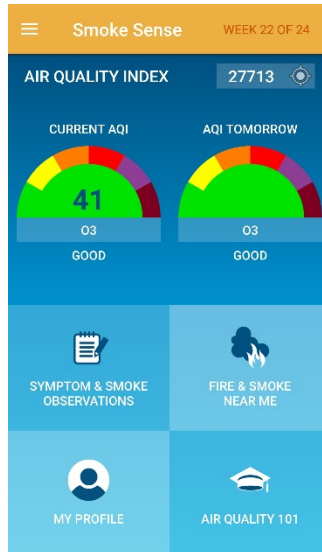 Smoke Sense
WEEK 22 OF 24
AIR QUALITY INDEX
27713
CURRENT AQI
AQI TOMORROW
41
O3
O3
GOOD
GOOD
SYMPTOM & SMOKE
OBSERVATIONS
FIRE & SMOKE
NEAR ME
MY PROFILE
AIR QUALITY 101